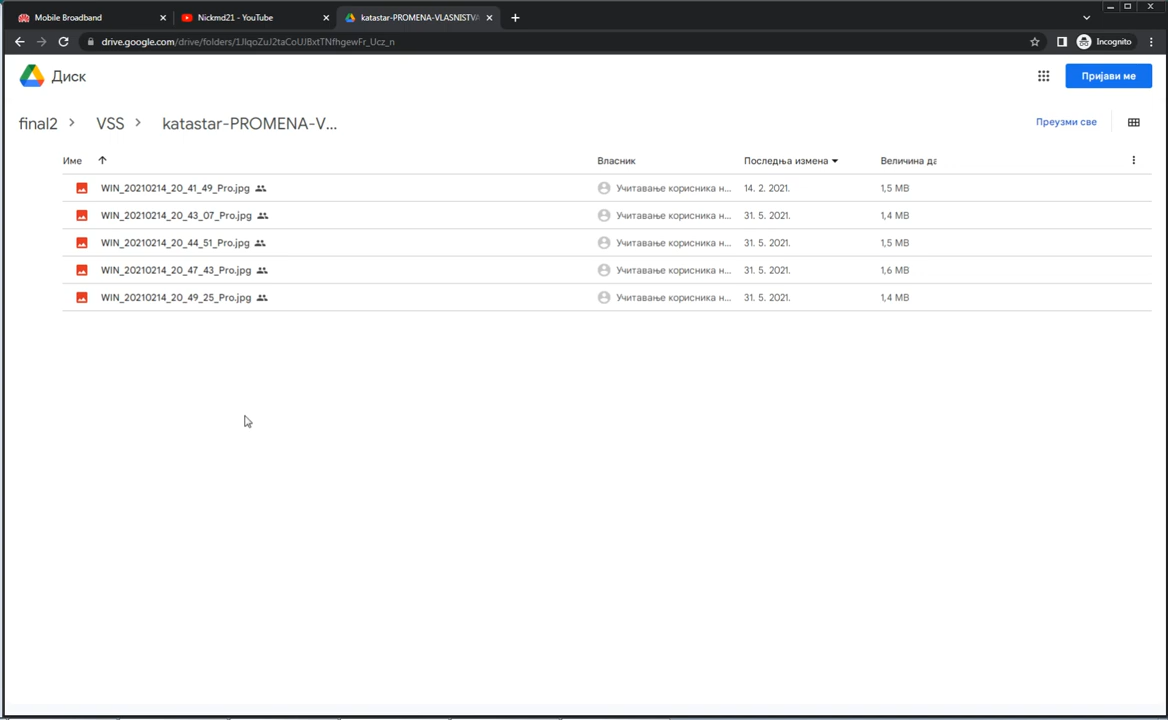 Mobile Broadband
Nickmd21 - YouTube
katastar-PROMENA-VLASNISTVA
drive.google.com/drive/folders/1JlqoZuJ2taCoUJBxtTNfhgewFr_Ucz_n
Incognito
Диск
Пријави ме
final2 > VSS > katastar-PROMENA-V...
Преузми све
Име Власник Последња измена Величина да
WIN_20210214_20_41_49_Pro.jpg Учитавање корисника н... 14. 2. 2021. 1,5 MB
WIN_20210214_20_43_07_Pro.jpg Учитавање корисника н... 31. 5. 2021. 1,4 MB
WIN_20210214_20_44_51_Pro.jpg Учитавање корисника н... 31. 5. 2021. 1,5 MB
WIN_20210214_20_47_43_Pro.jpg Учитавање корисника н... 31. 5. 2021. 1,6 MB
WIN_20210214_20_49_25_Pro.jpg Учитавање корисника н... 31. 5. 2021. 1,4 MB